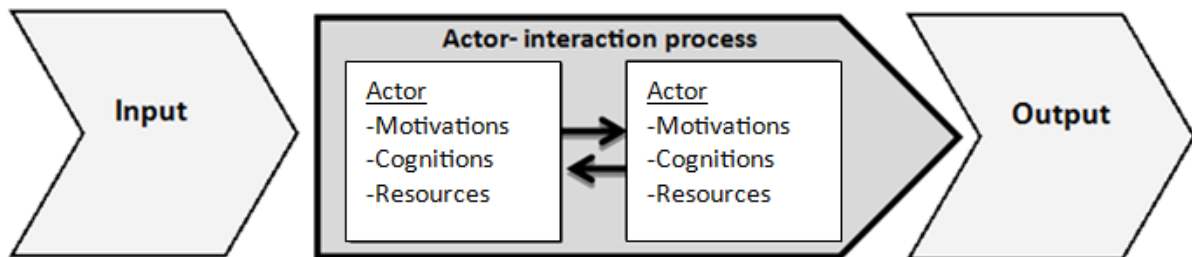 Input
Actor- interaction process
Actor
-Motivations
-Cognitions
-Resources
Actor
-Motivations
-Cognitions
-Resources
Output